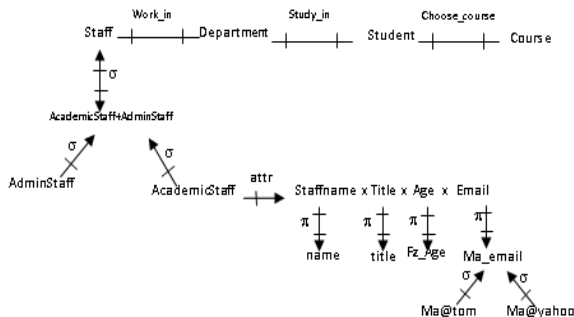 Work_in Study_in Choose_course
Staff Department Student Course
σ
AcademicStaff+AdminStaff
σ σ
AdminStaff AcademicStaff attr Staffname x Title x Age x Email
π π π π
name title Fz_Age Ma_email
σ σ
Ma@tom Ma@yahoo